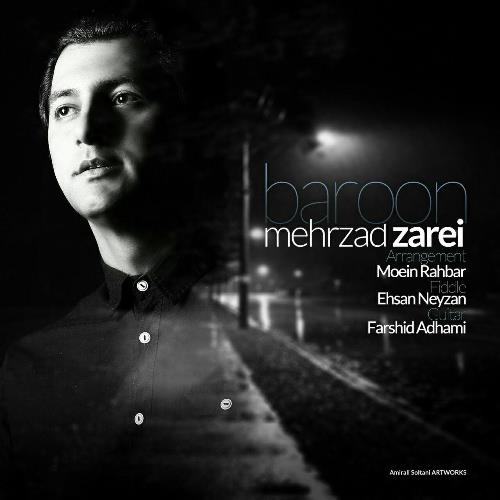 baroon
mehrzad zarei
Arrangement
Moein Rahbar
Fiddle
Ehsan Neyzan
Guitar
Farshid Adhami
Amirali Soltani ARTWORKS